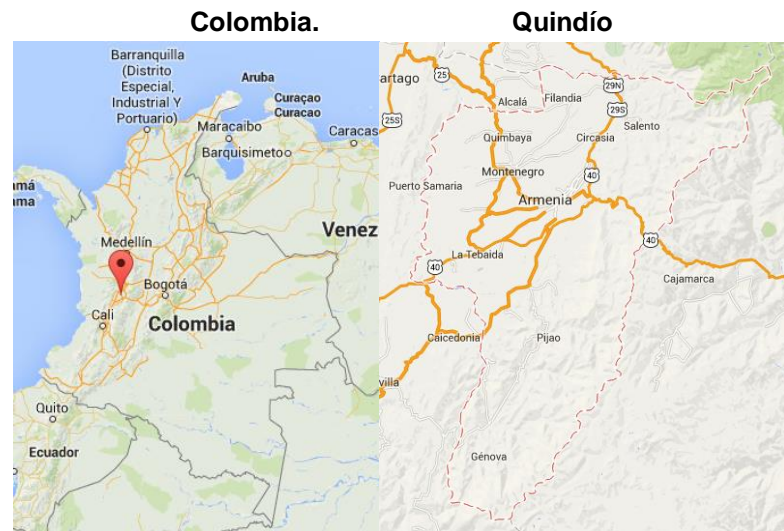 Colombia.
Quindío
Barranquilla
(Distrito
Especial,
Industrial Y
Portuario)
Aruba
Curaçao
Curacao
Maracaibo
Caracas
Barquisimeto
amá
ama
Venez
Medellín
Bogotá
Cali
Colombia
Quito
Ecuador
artago
25
29N
Alcalá
Filandia
29S
25S
Salento
Quimbaya
Circasia
Montenegro
40
Puerto Samaria
Armenia
40
La Tebaida
40
Cajamarca
Caicedonia
Pijao
villa
Génova